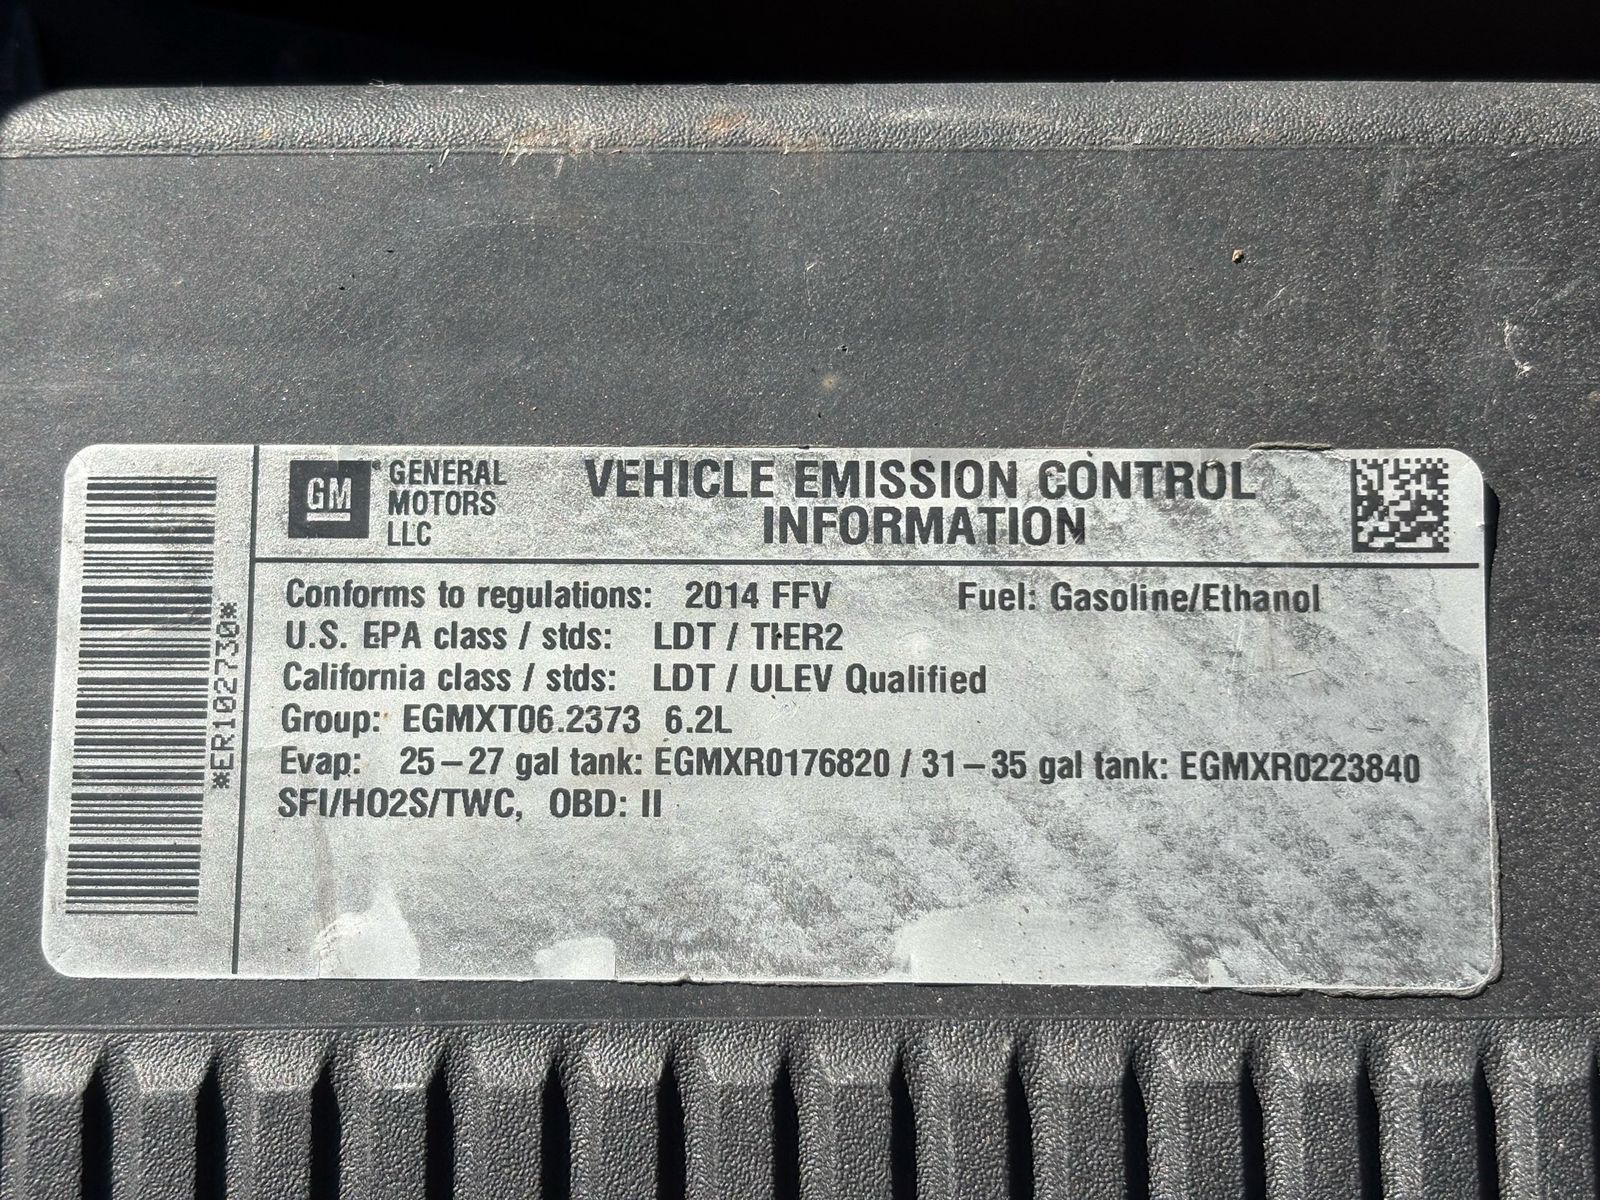 GM
GENERAL
MOTORS
LLC
VEHICLE EMISSION CONTROL
INFORMATION
Conforms to regulations: 2014 FFV Fuel: Gasoline/Ethanol
U.S. EPA class / stds: LDT / TIER2
California class / stds: LDT / ULEV Qualified
Group: EGMXT06.2373 6.2L
Evap: 25-27 gal tank: EGMXR0176820 / 31-35 gal tank: EGMXR0223840
SFI/HO2S/TWC, OBD: II
*ER102730*